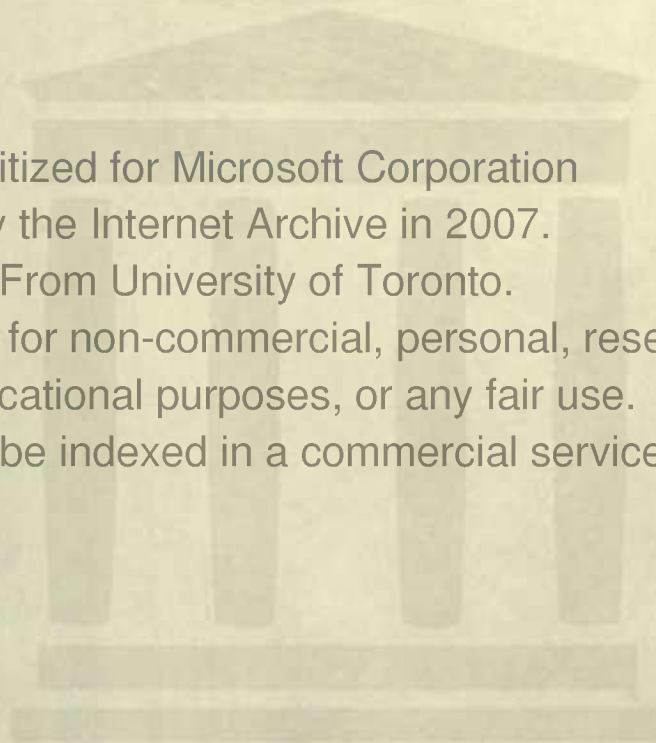 itized for Microsoft Corporation
the Internet Archive in 2007.
From University of Toronto.
for non-commercial, personal, rese
cational purposes, or any fair use.
be indexed in a commercial service